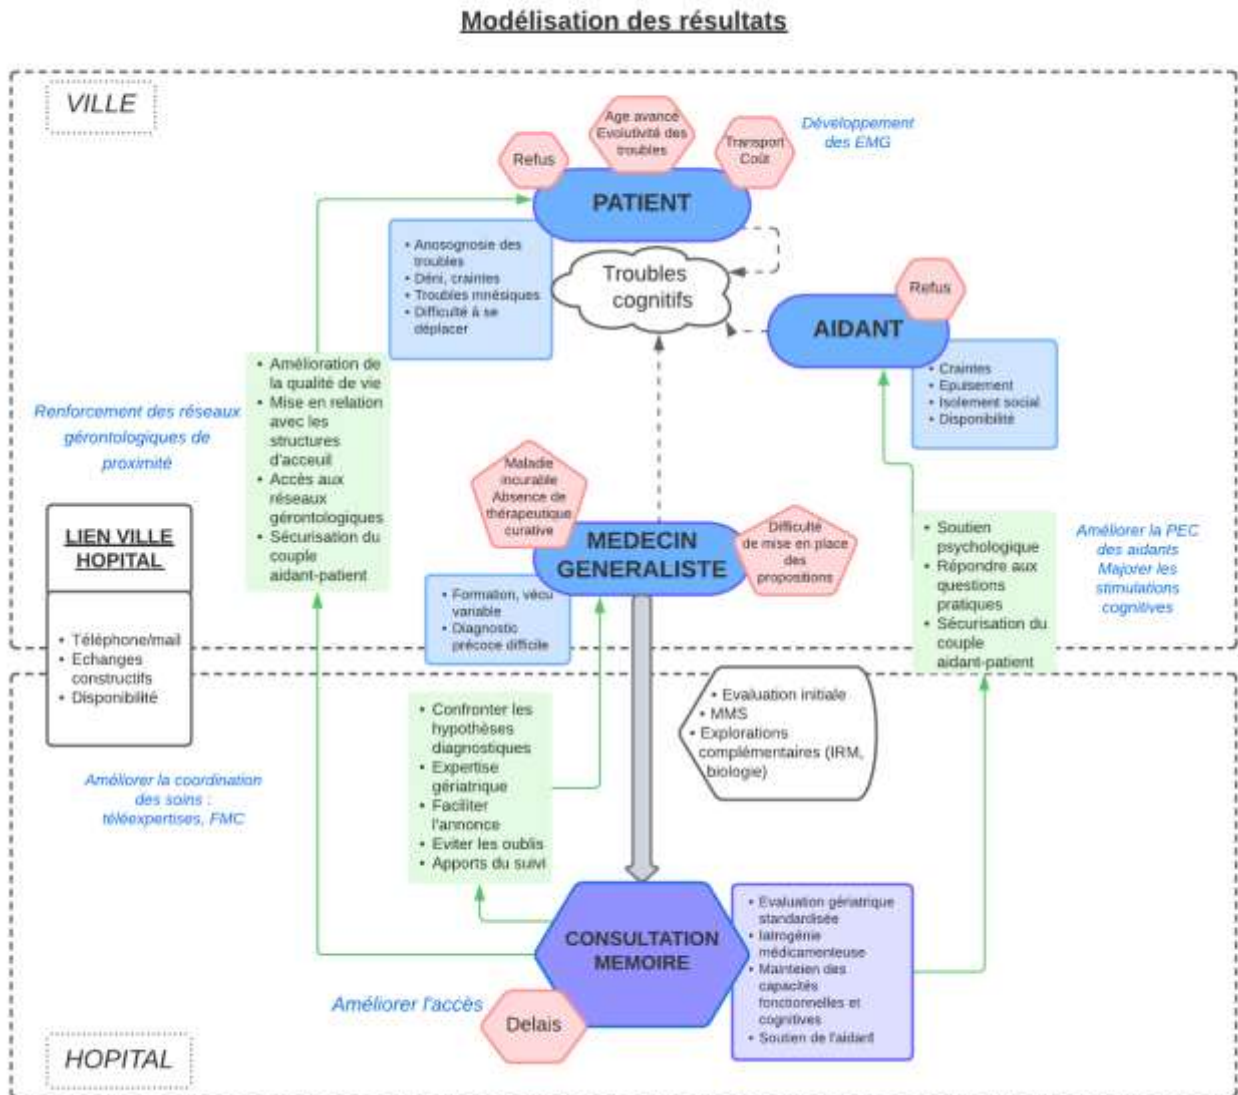 Modélisation des résultats
VILLE
Refus
Age avancé
Evolutivité des
troubles
Transport
Coût
Développement
des EMG
PATIENT
• Anosognosie des
troubles
• Déni, craintes
• Troubles mnésiques
• Difficulté à se
déplacer
Troubles
cognitifs
Refus
AIDANT
• Craintes
• Epuisement
• Isolement social
• Disponibilité
• Amélioration de
la qualité de vie
• Mise en relation
avec les
structures
d'acceuil
• Accès aux
réseaux
gérontologiques
• Sécurisation du
couple
aidant-patient
Renforcement des réseaux
gérontologiques de
proximité
LIEN VILLE
HOPITAL
• Téléphone/mail
• Echanges
constructifs
• Disponibilité
Maladie
incurable
Absence de
thérapeutique
curative
MEDECIN
GENERALISTE
Difficulté
de mise en place
des
propositions
• Formation, vécu
variable
• Diagnostic
précoce difficile
• Soutien
psychologique
• Répondre aux
questions
pratiques
• Sécurisation du
couple
aidant-patient
Améliorer la PEC
des aidants
Majorer les
stimulations
cognitives
• Evaluation initiale
• MMS
• Explorations
complémentaires (IRM,
biologie)
• Confronter les
hypothèses
diagnostiques
• Expertise
gériatrique
• Faciliter
l'annonce
• Eviter les oublis
• Apports du suivi
Améliorer la coordination
des soins :
téléexpertises, FMC
CONSULTATION
MEMOIRE
• Evaluation gériatrique
standardisée
• Iatrogénie
médicamenteuse
• Mainteien des
capacités
fonctionnelles et
cognitives
• Soutien de l'aidant
Améliorer l'accès
Delais
HOPITAL